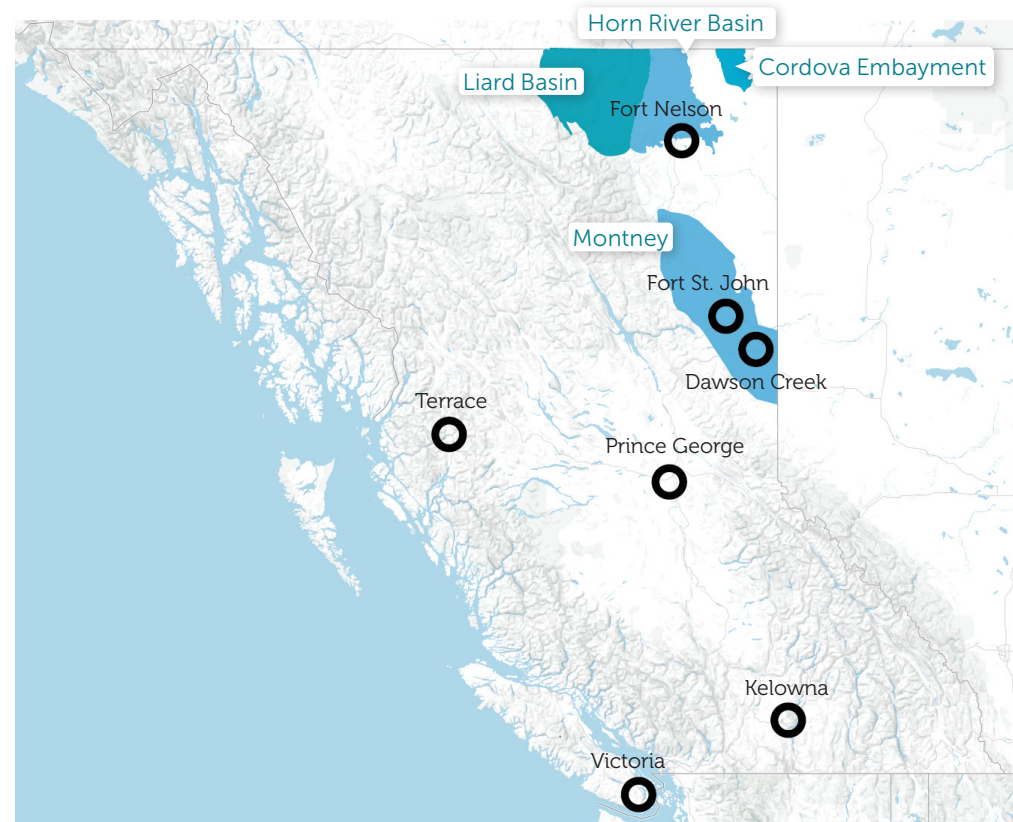 Horn River Basin
Cordova Embayment
Liard Basin
Fort Nelson
Montney
Fort St. John
Dawson Creek
Terrace
Prince George
Kelowna
Victoria